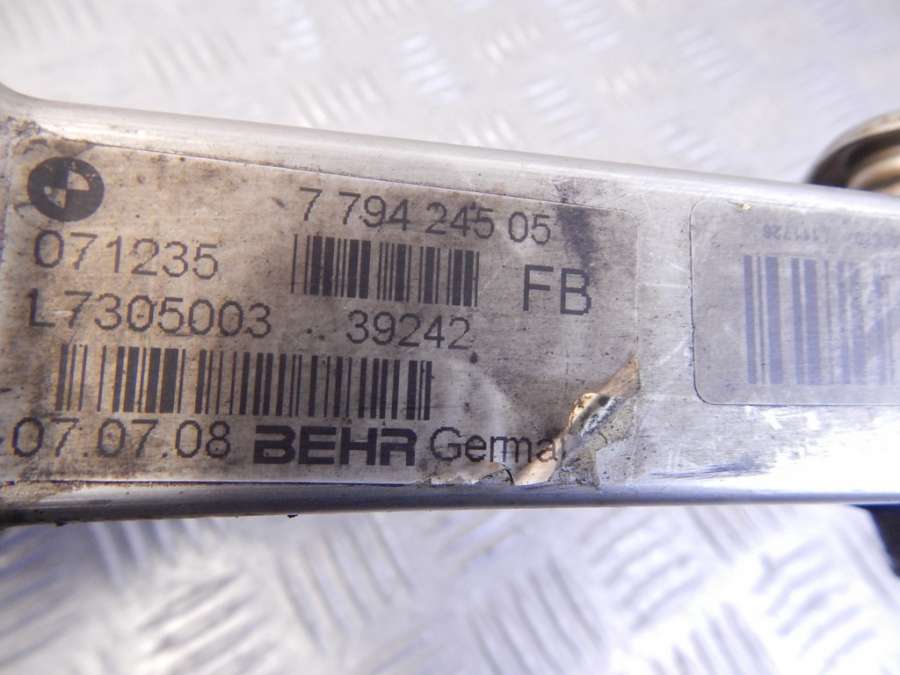 7 794 245 05
071235
FB
L7305003 39242
07.07.08 BEHR Germa